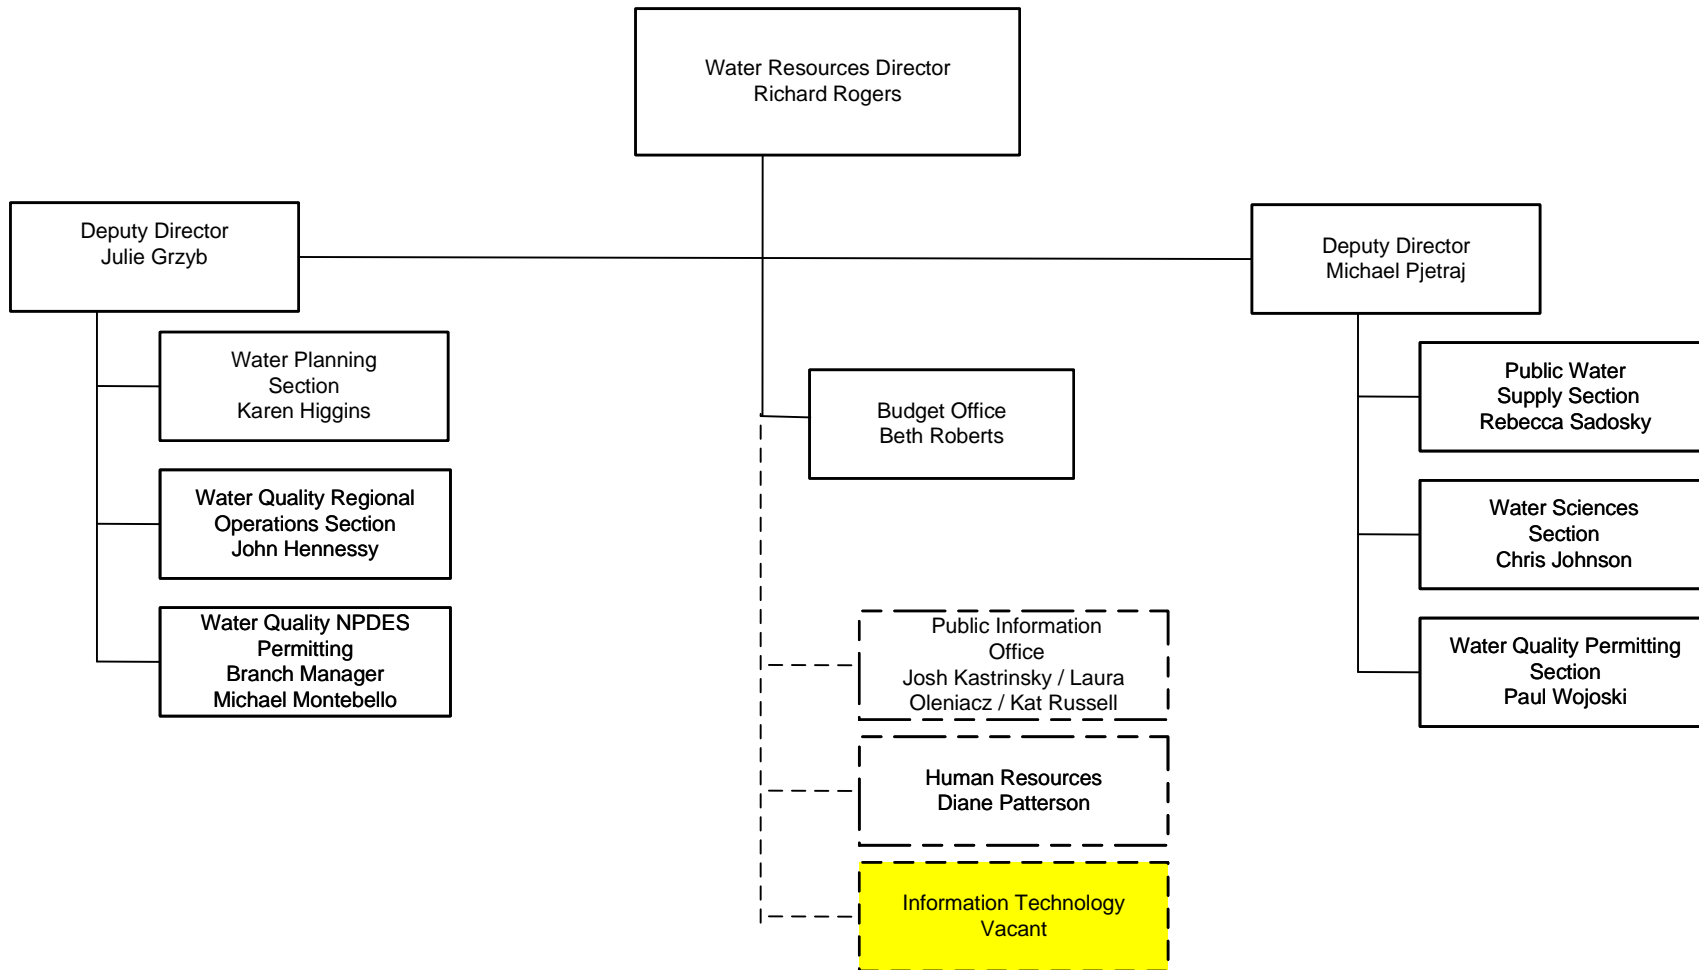 Water Resources Director
Richard Rogers
Deputy Director
Julie Grzyb
Deputy Director
Michael Pjetraj
Water Planning
Section
Karen Higgins
Water Quality Regional
Operations Section
John Hennessy
Water Quality NPDES
Permitting
Branch Manager
Michael Montebello
Budget Office
Beth Roberts
Public Information
Office
Josh Kastrinsky / Laura
Oleniacz / Kat Russell
Human Resources
Diane Patterson
Information Technology
Vacant
Public Water
Supply Section
Rebecca Sadosky
Water Sciences
Section
Chris Johnson
Water Quality Permitting
Section
Paul Wojoski